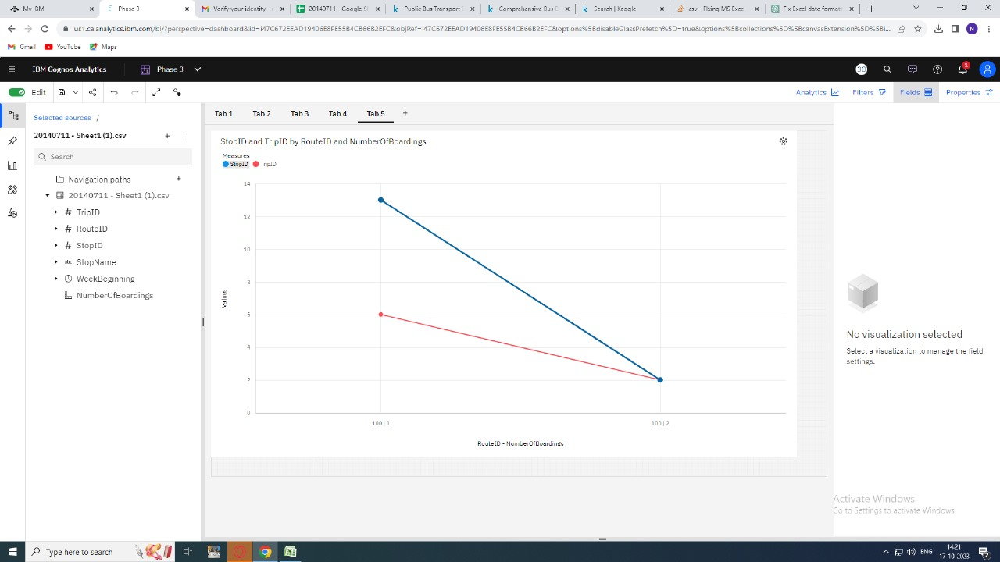 My IBM
Phase 3
Verify your identity -
20140711 - Google Sh
Public Bus Transport
Comprehensive Bus
Search | Kaggle
csv - Fixing MS Excel
Fix Excel date format
us1.ca.analytics.ibm.com/bi/?perspective=dashboard&id=i47C672EEAD19406E8FE55B4CB66B2EFC&objRef=i47C672EEAD19406E8FE55B4CB66B2EFC&options%5BdisableGlassPrefetch%5D=true&options%5Bcollections%5D%5BcanvasExtension%5D%5Bi...
N
Gmail
YouTube
Maps
IBM Cognos Analytics
Phase 3
30
1
Edit
Analytics
Filters
Fields
Properties
Selected sources /
20140711 - Sheet1 (1).csv
Search
Navigation paths
20140711 - Sheet1 (1).csv
# TripID
# RouteID
# StopID
abc StopName
WeekBeginning
NumberOfBoardings
Tab 1
Tab 2
Tab 3
Tab 4
Tab 5
+
StopID and TripID by RouteID and NumberOfBoardings
Measures
StopID
TripID
14
12
10
8
6
4
2
0
Values
100 | 1
100 | 2
RouteID - NumberOfBoardings
No visualization selected
Select a visualization to manage the field
settings.
Activate Windows
Go to Settings to activate Windows.
Type here to search
ENG
14:21
17-10-2023
2